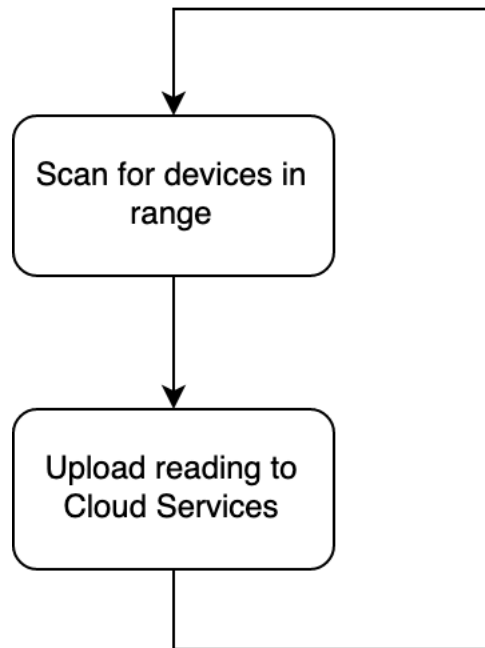 Scan for devices in
range
Upload reading to
Cloud Services